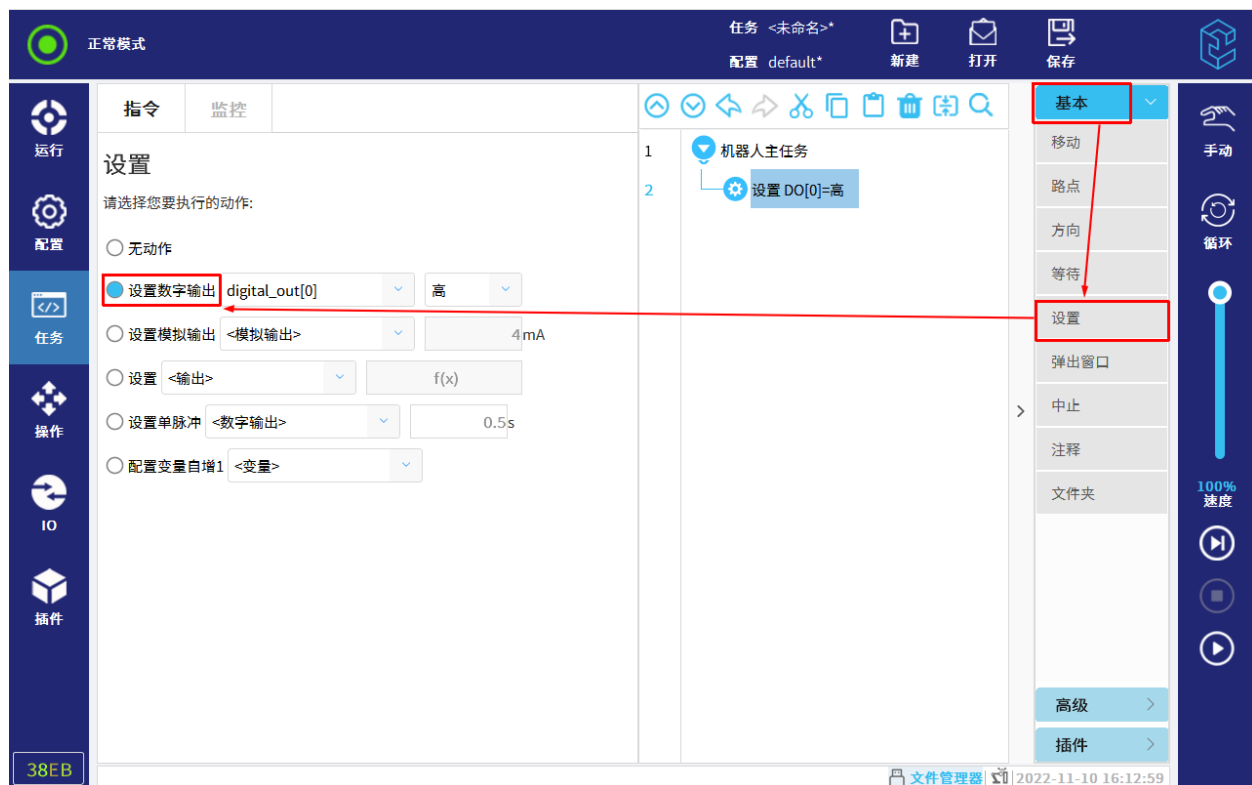 正常模式
任务 <未命名>*
配置 default*
新建
打开
保存
运行
配置
任务
操作
IO
插件
38EB
指令
监控
设置
请选择您要执行的动作:
无动作
设置数字输出 digital_out[0] 高
设置模拟输出 <模拟输出> 4mA
设置 <输出> f(x)
设置单脉冲 <数字输出> 0.5s
配置变量自增1 <变量>
1 机器人主任务
2 设置 DO[0]=高
基本
移动
路点
方向
等待
设置
弹出窗口
中止
注释
文件夹
高级
插件
手动
循环
100%
速度
文件管理器
2022-11-10 16:12:59